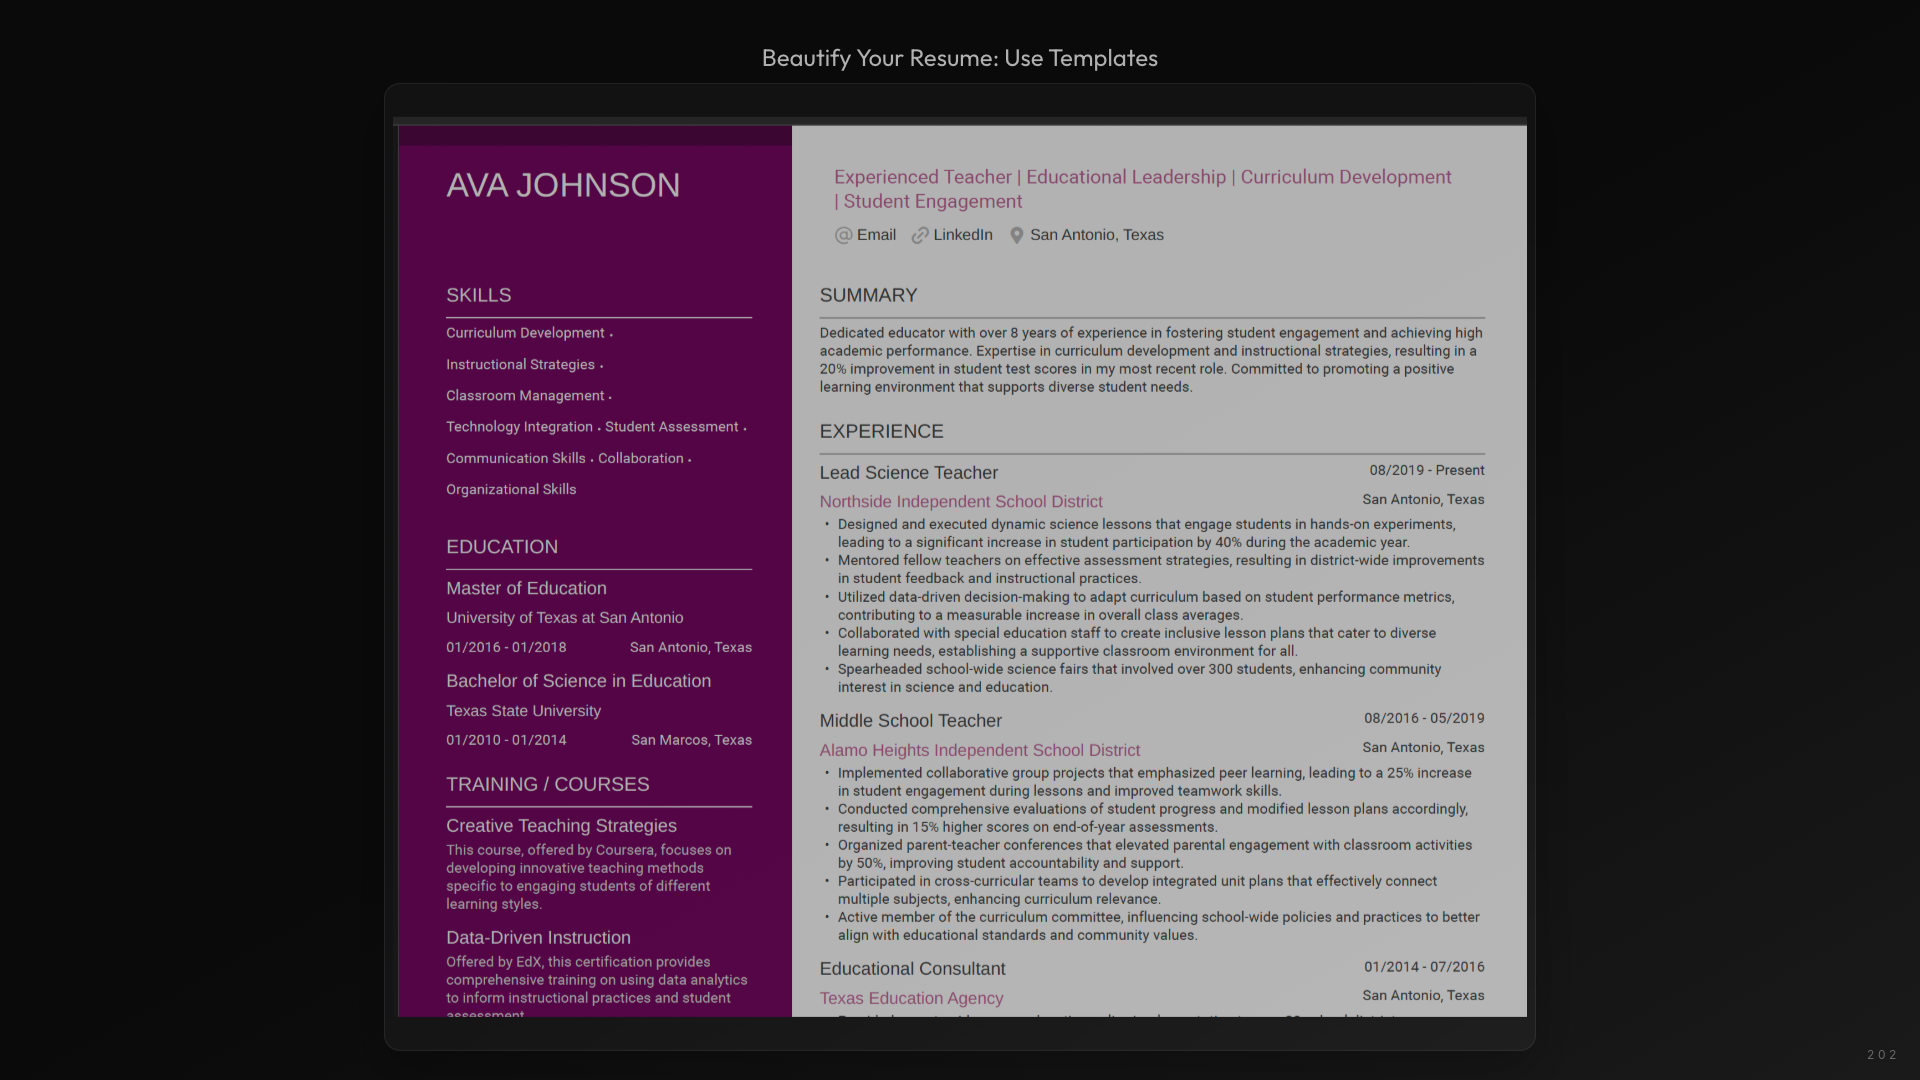 Beautify Your Resume: Use Templates
AVA JOHNSON
SKILLS
Curriculum Development •
Instructional Strategies •
Classroom Management •
Technology Integration • Student Assessment •
Communication Skills • Collaboration •
Organizational Skills
EDUCATION
Master of Education
University of Texas at San Antonio
01/2016 - 01/2018 San Antonio, Texas
Bachelor of Science in Education
Texas State University
01/2010 - 01/2014 San Marcos, Texas
TRAINING / COURSES
Creative Teaching Strategies
This course, offered by Coursera, focuses on
developing innovative teaching methods
specific to engaging students of different
learning styles.
Data-Driven Instruction
Offered by EdX, this certification provides
comprehensive training on using data analytics
to inform instructional practices and student
assessment.
Experienced Teacher | Educational Leadership | Curriculum Development
| Student Engagement
Email LinkedIn San Antonio, Texas
SUMMARY
Dedicated educator with over 8 years of experience in fostering student engagement and achieving high
academic performance. Expertise in curriculum development and instructional strategies, resulting in a
20% improvement in student test scores in my most recent role. Committed to promoting a positive
learning environment that supports diverse student needs.
EXPERIENCE
Lead Science Teacher 08/2019 - Present
Northside Independent School District San Antonio, Texas
• Designed and executed dynamic science lessons that engage students in hands-on experiments,
leading to a significant increase in student participation by 40% during the academic year.
• Mentored fellow teachers on effective assessment strategies, resulting in district-wide improvements
in student feedback and instructional practices.
• Utilized data-driven decision-making to adapt curriculum based on student performance metrics,
contributing to a measurable increase in overall class averages.
• Collaborated with special education staff to create inclusive lesson plans that cater to diverse
learning needs, establishing a supportive classroom environment for all.
• Spearheaded school-wide science fairs that involved over 300 students, enhancing community
interest in science and education.
Middle School Teacher 08/2016 - 05/2019
Alamo Heights Independent School District San Antonio, Texas
• Implemented collaborative group projects that emphasized peer learning, leading to a 25% increase
in student engagement during lessons and improved teamwork skills.
• Conducted comprehensive evaluations of student progress and modified lesson plans accordingly,
resulting in 15% higher scores on end-of-year assessments.
• Organized parent-teacher conferences that elevated parental engagement with classroom activities
by 50%, improving student accountability and support.
• Participated in cross-curricular teams to develop integrated unit plans that effectively connect
multiple subjects, enhancing curriculum relevance.
• Active member of the curriculum committee, influencing school-wide policies and practices to better
align with educational standards and community values.
Educational Consultant 01/2014 - 07/2016
Texas Education Agency San Antonio, Texas
202